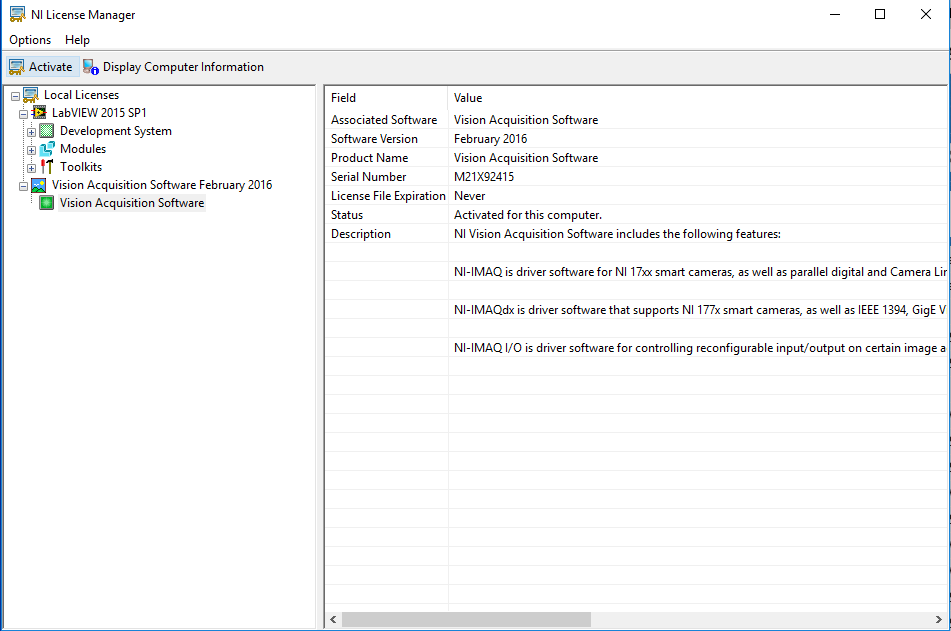 NI License Manager
Options Help
Activate Display Computer Information
Local Licenses
LabVIEW 2015 SP1
Development System
Modules
Toolkits
Vision Acquisition Software February 2016
Vision Acquisition Software
Field Value
Associated Software Vision Acquisition Software
Software Version February 2016
Product Name Vision Acquisition Software
Serial Number M21X92415
License File Expiration Never
Status Activated for this computer.
Description NI Vision Acquisition Software includes the following features:
NI-IMAQ is driver software for NI 17xx smart cameras, as well as parallel digital and Camera Lin
NI-IMAQdx is driver software that supports NI 177x smart cameras, as well as IEEE 1394, GigE V
NI-IMAQ I/O is driver software for controlling reconfigurable input/output on certain image a